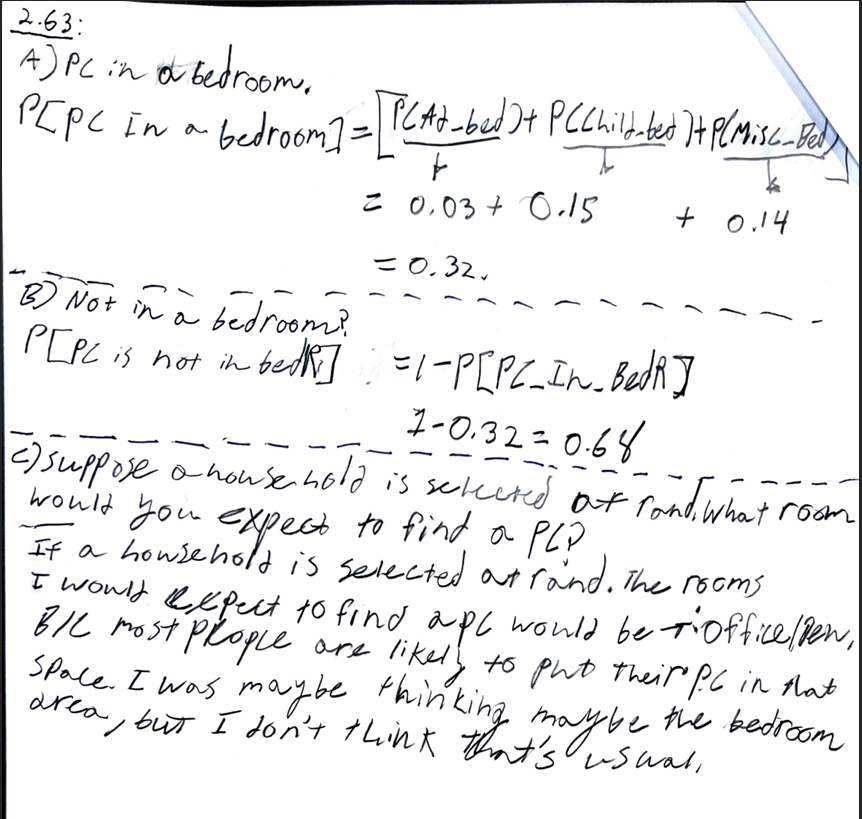 2.63:
A) PC in a bedroom.
P[PC In a bedroom] = [P(Ad_bed) + P(Child_bed) + P(Misc_Bed)]
= 0.03 + 0.15 + 0.14
= 0.32.
B) Not in a bedroom?
P[PC is not in bedR] = 1 - P[PC_In_BedR]
1 - 0.32 = 0.68
C) suppose a household is selected at rand. What room
would you expect to find a PC?
If a household is selected at rand. The rooms
I would expect to find a pc would be Office/Den,
B/C most people are likely to put their PC in that
space. I was maybe thinking maybe the bedroom
area, but I don't think that's usual.